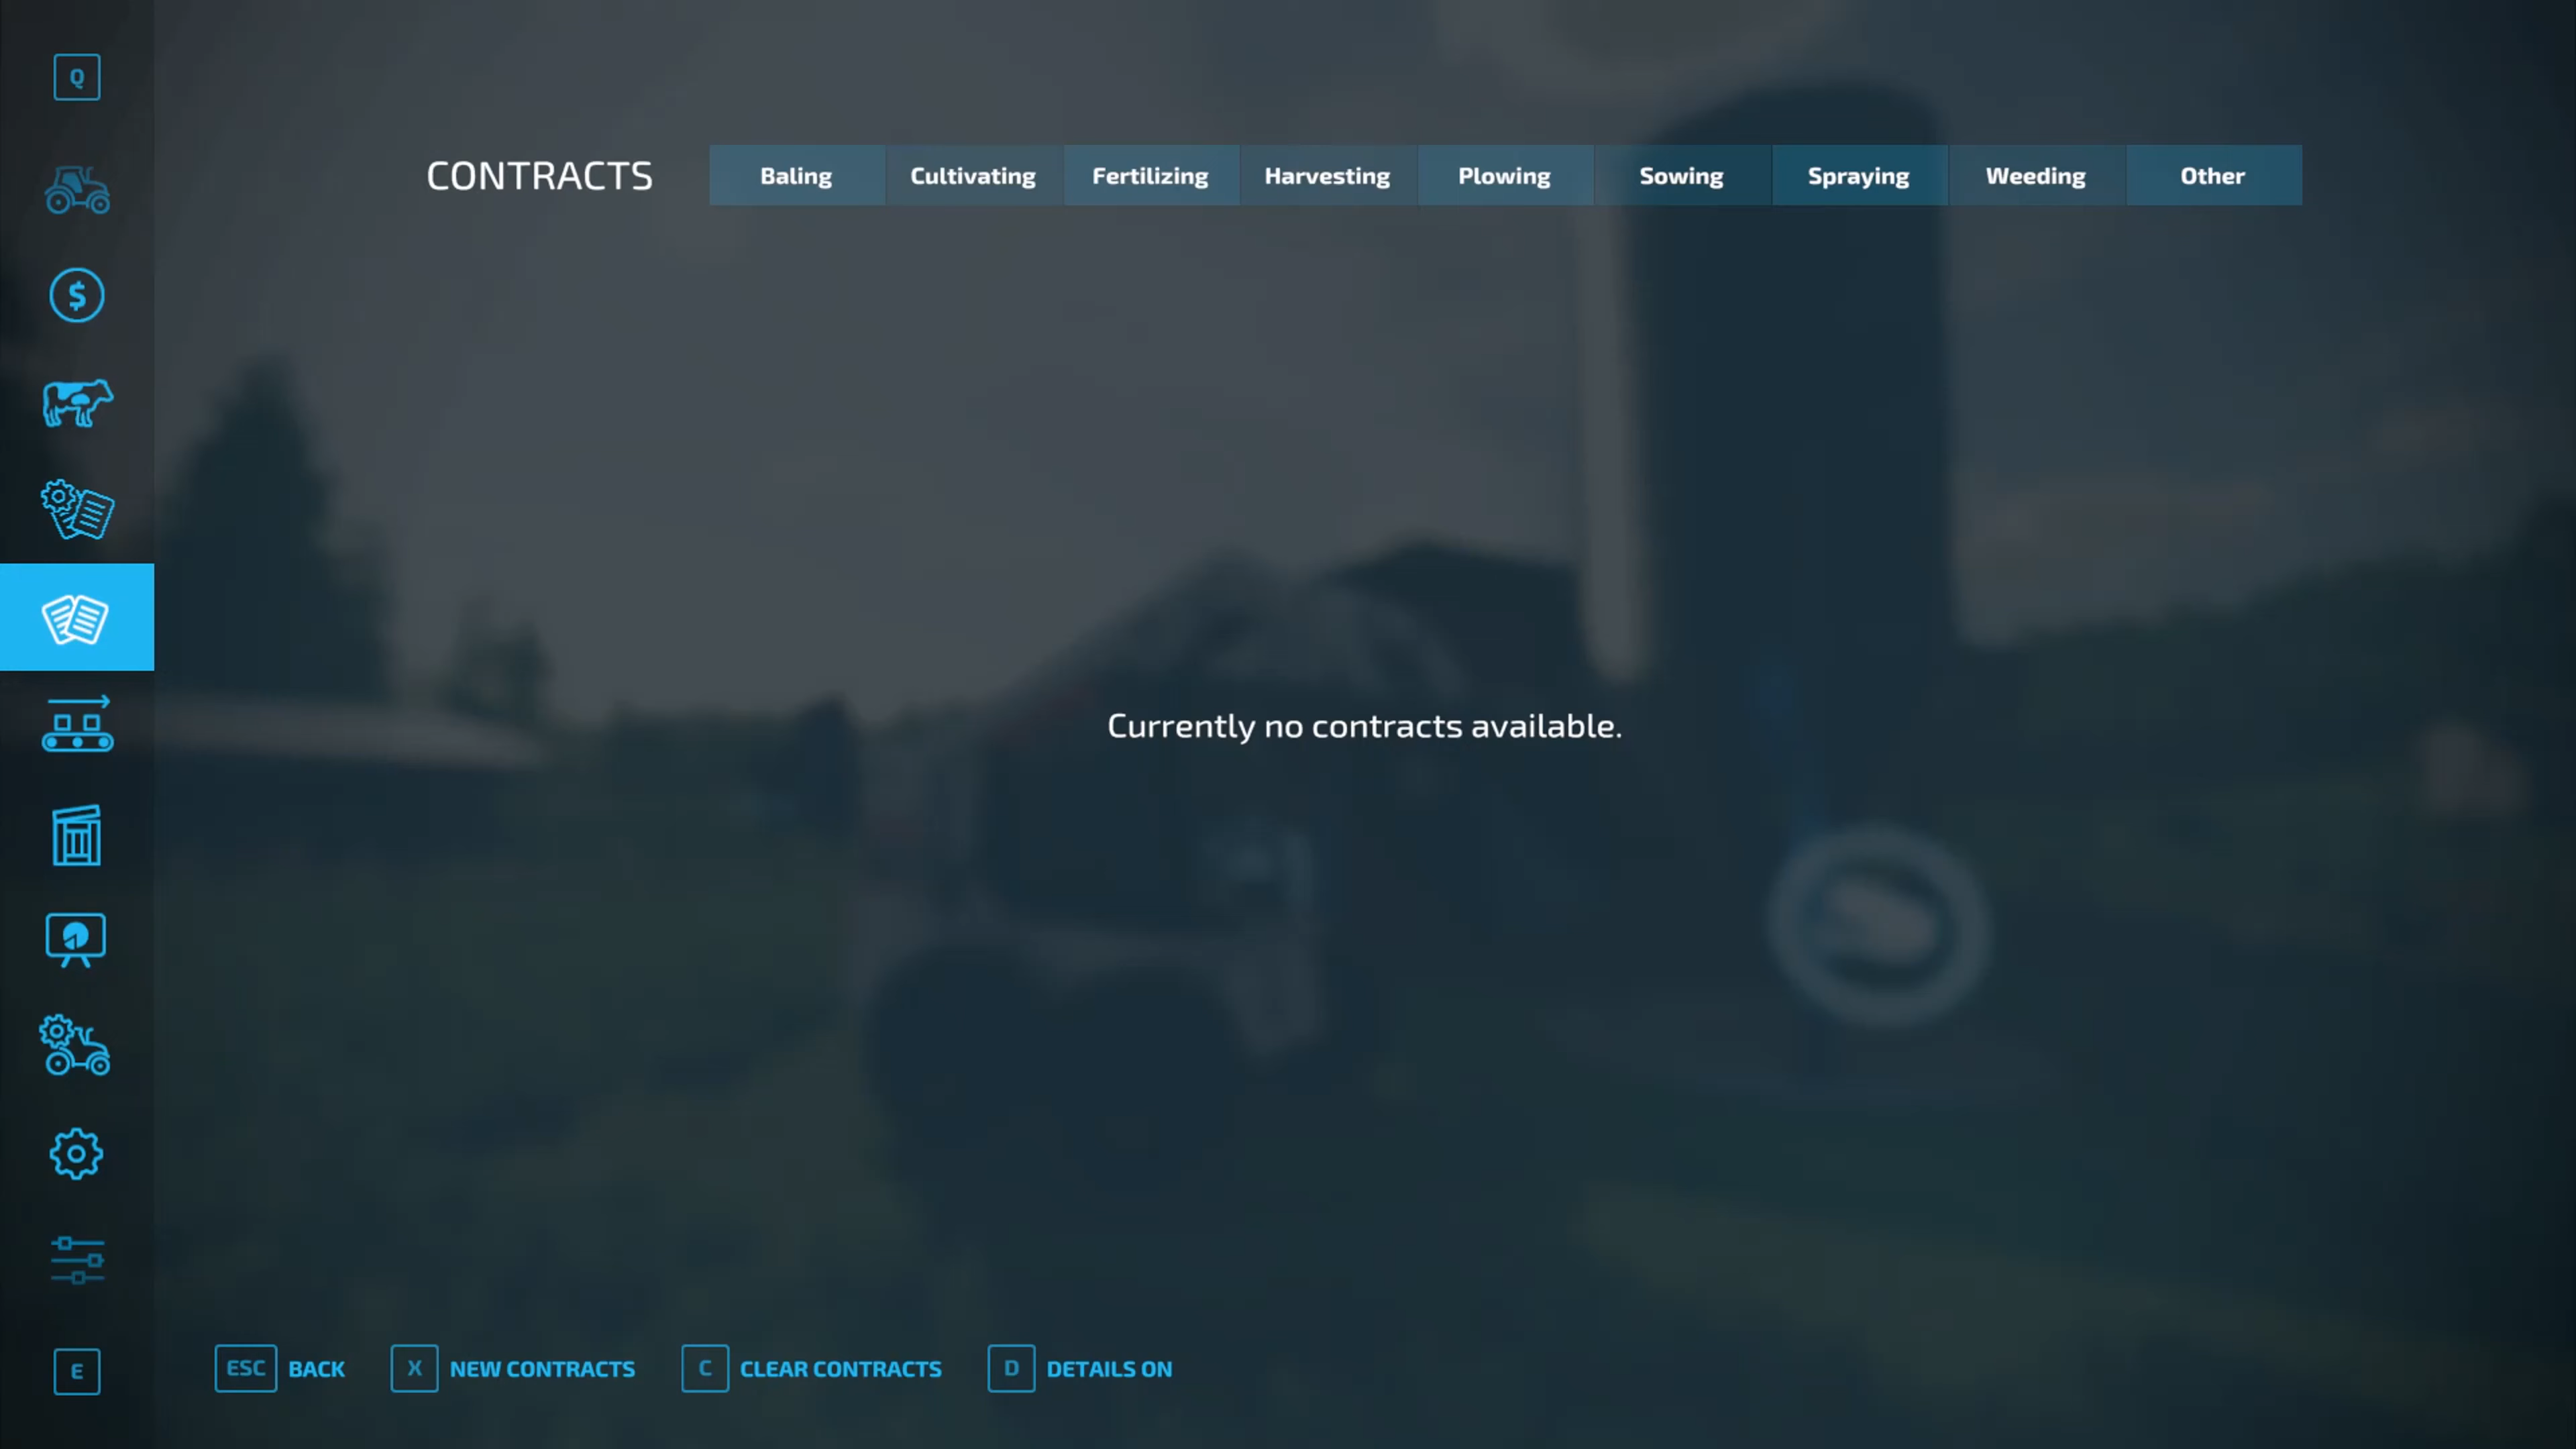 Q
CONTRACTS
Baling Cultivating Fertilizing Harvesting Plowing Sowing Spraying Weeding Other
$
Currently no contracts available.
E
ESC BACK X NEW CONTRACTS C CLEAR CONTRACTS D DETAILS ON